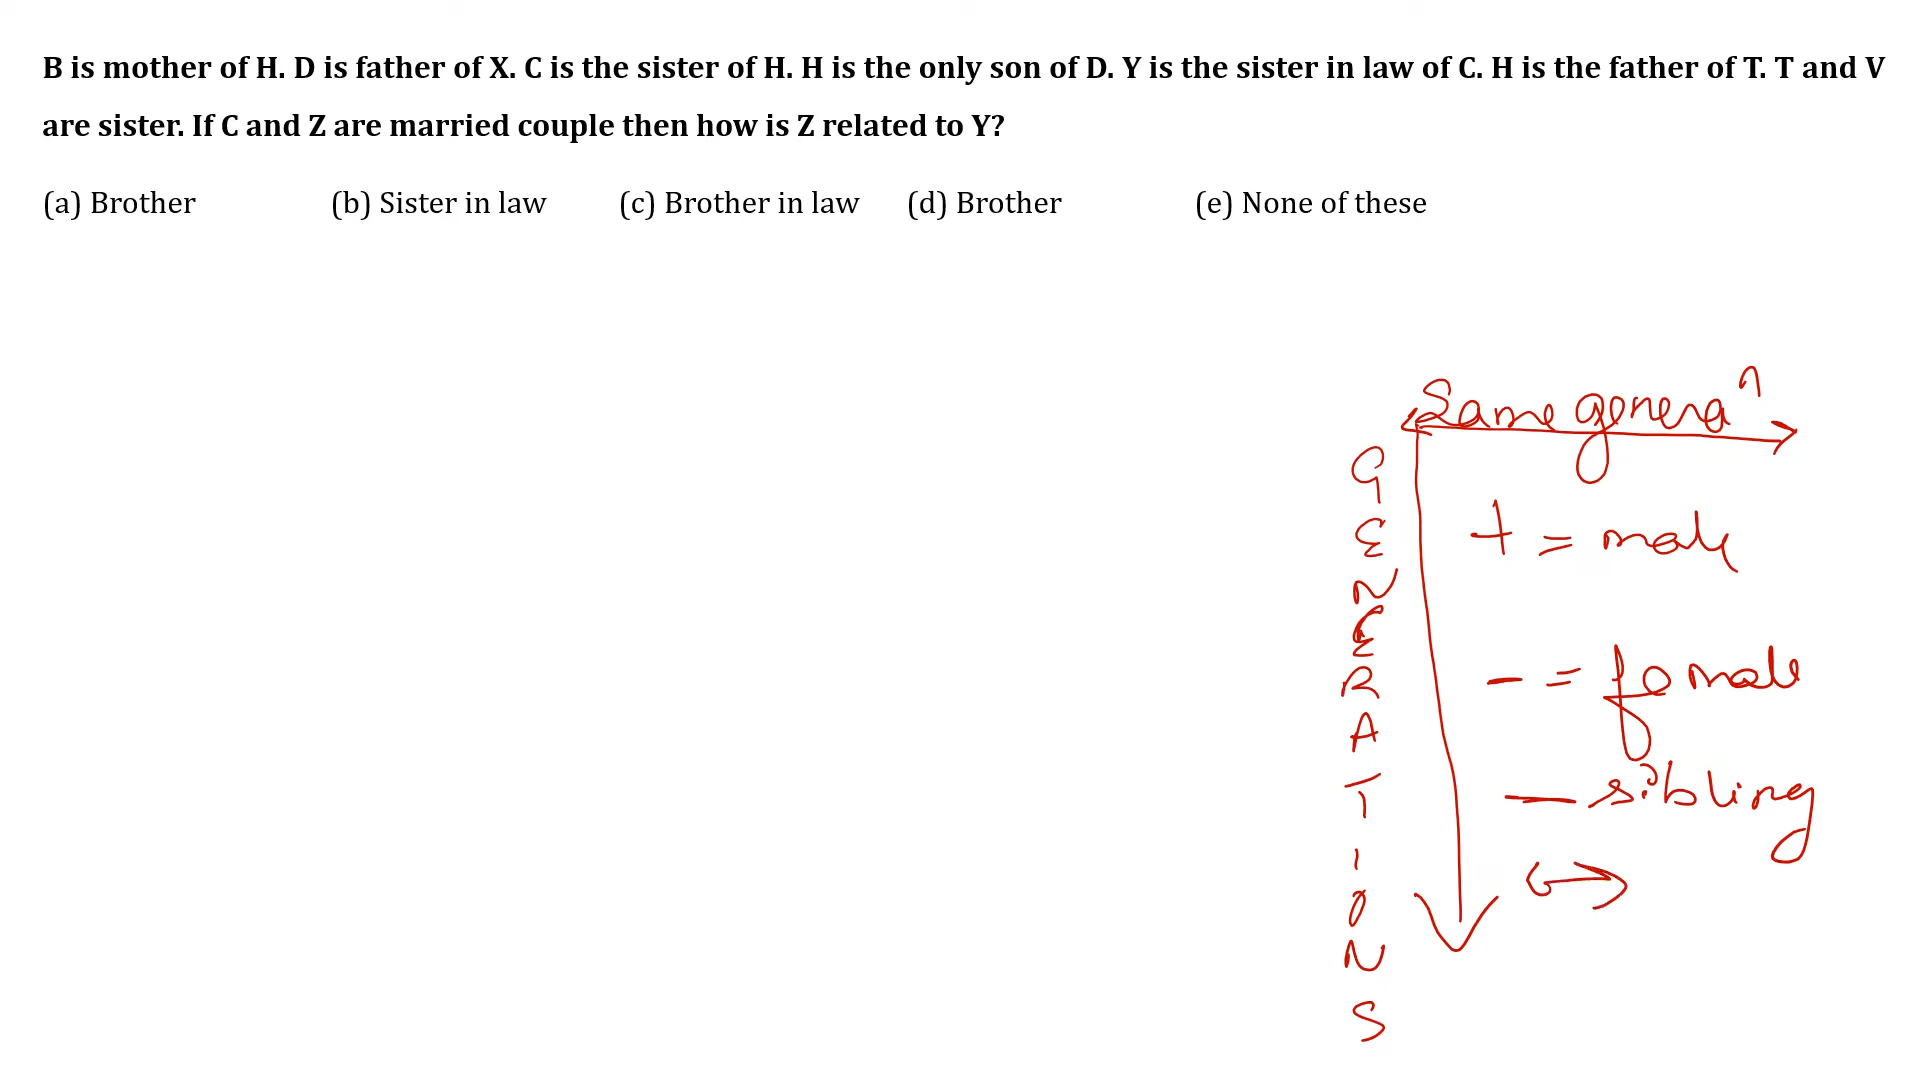 B is mother of H. D is father of X. C is the sister of H. H is the only son of D. Y is the sister in law of C. H is the father of T. T and V
are sister. If C and Z are married couple then how is Z related to Y?
(a) Brother (b) Sister in law (c) Brother in law (d) Brother (e) None of these
Same genera^n
GENERATIONS
+ = male
- = female
— sibling
↔